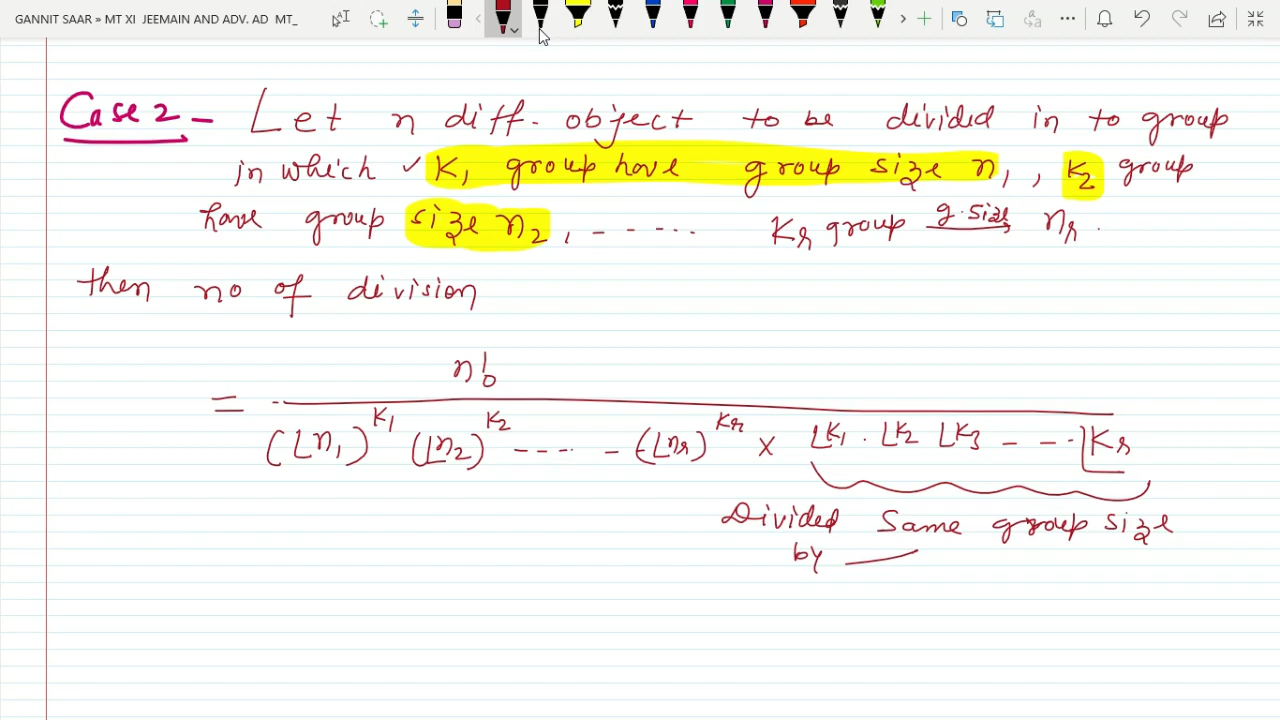 GANNIT SAAR » MT XI JEEMAIN AND ADV. AD MT_
Case 2 - Let n diff. object to be divided in to group
in which ✓ K₁ group have group size n₁ , K₂ group
have group size n₂ , - - - - - - Kr group g. size nr .
then no of division
= n! / (⌊n₁)^K₁ (⌊n₂)^K₂ - - - - - (⌊nr)^Kr × ⌊K₁ . ⌊K₂ ⌊K₃ - - - - ⌊Kr
Divided Same group size
by